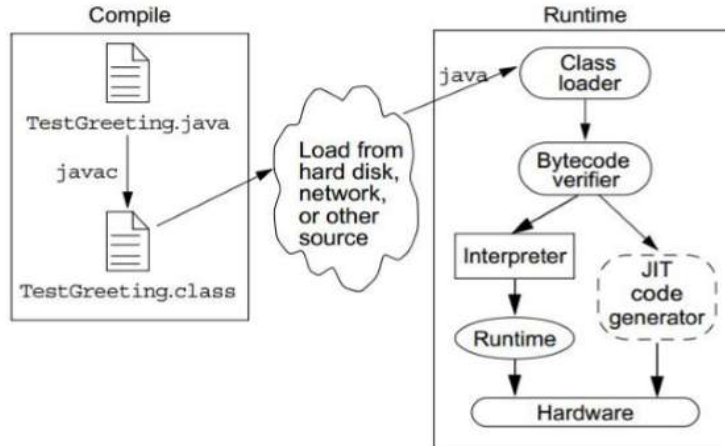 Compile
TestGreeting.java
javac
TestGreeting.class
Load from
hard disk,
network,
or other
source
Runtime
java
Class
loader
Bytecode
verifier
Interpreter
JIT
code
generator
Runtime
Hardware